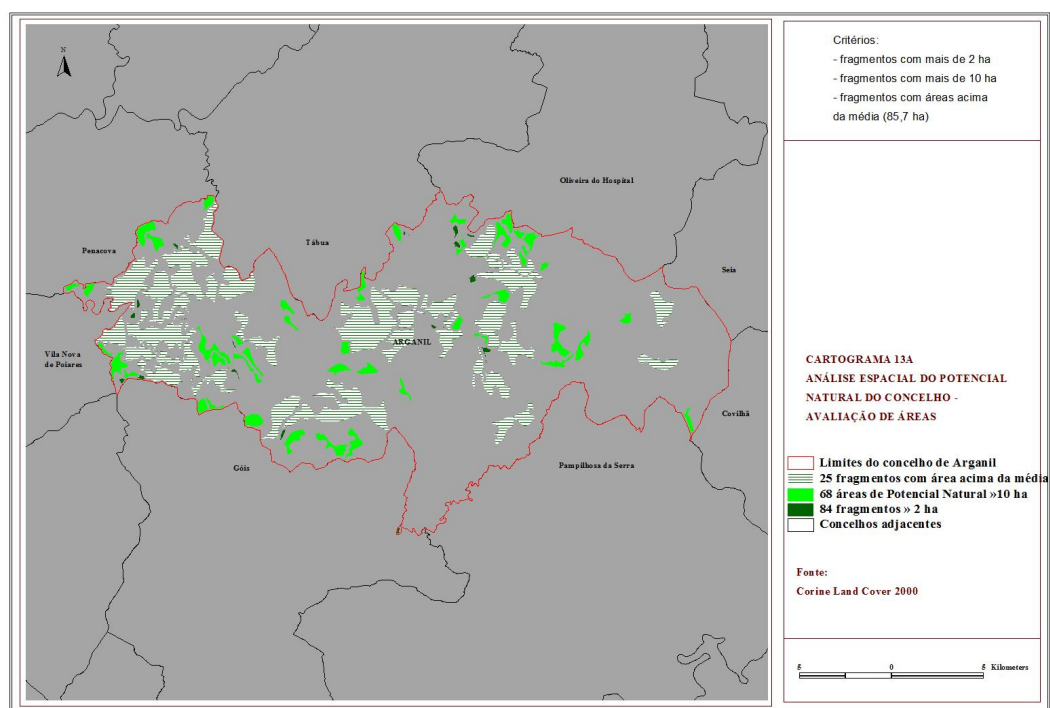 N
Oliveira do Hospital
Tábua
Penacova
Seia
ARGANIL
Vila Nova
de Poiares
Covilhã
Góis
Pampilhosa da Serra
Critérios:
- fragmentos com mais de 2 ha
- fragmentos com mais de 10 ha
- fragmentos com áreas acima
da média (85,7 ha)
CARTOGRAMA 13A
ANÁLISE ESPACIAL DO POTENCIAL
NATURAL DO CONCELHO -
AVALIAÇÃO DE ÁREAS
Limites do concelho de Arganil
25 fragmentos com área acima da média
68 áreas de Potencial Natural »10 ha
84 fragmentos » 2 ha
Concelhos adjacentes
Fonte:
Corine Land Cover 2000
5 0 5 Kilometers